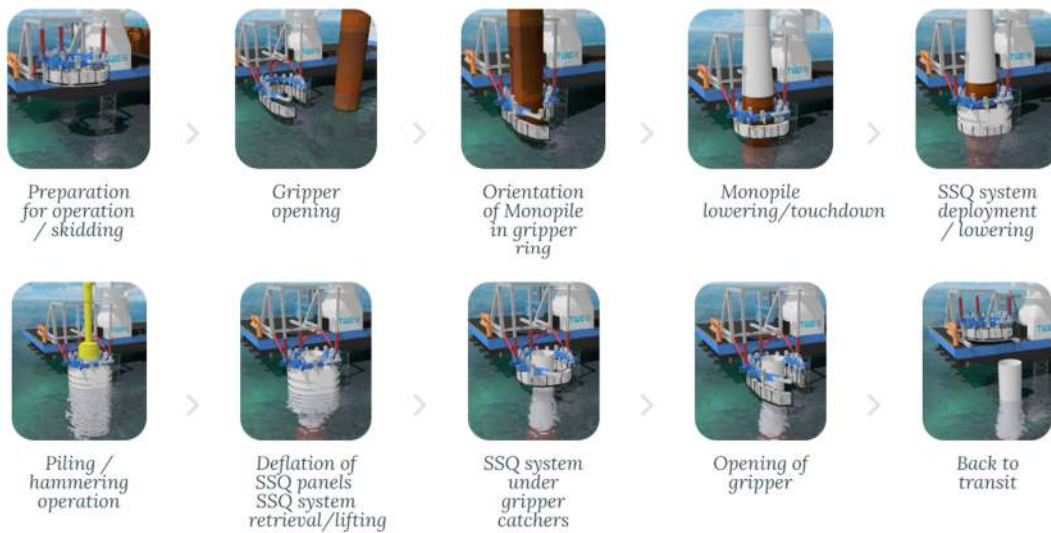 Preparation
for operation
/ skidding
Gripper
opening
Orientation
of Monopile
in gripper
ring
Monopile
lowering/touchdown
SSQ system
deployment
/ lowering
Piling /
hammering
operation
Deflation of
SSQ panels
SSQ system
retrieval/lifting
SSQ system
under
gripper
catchers
Opening of
gripper
Back to
transit